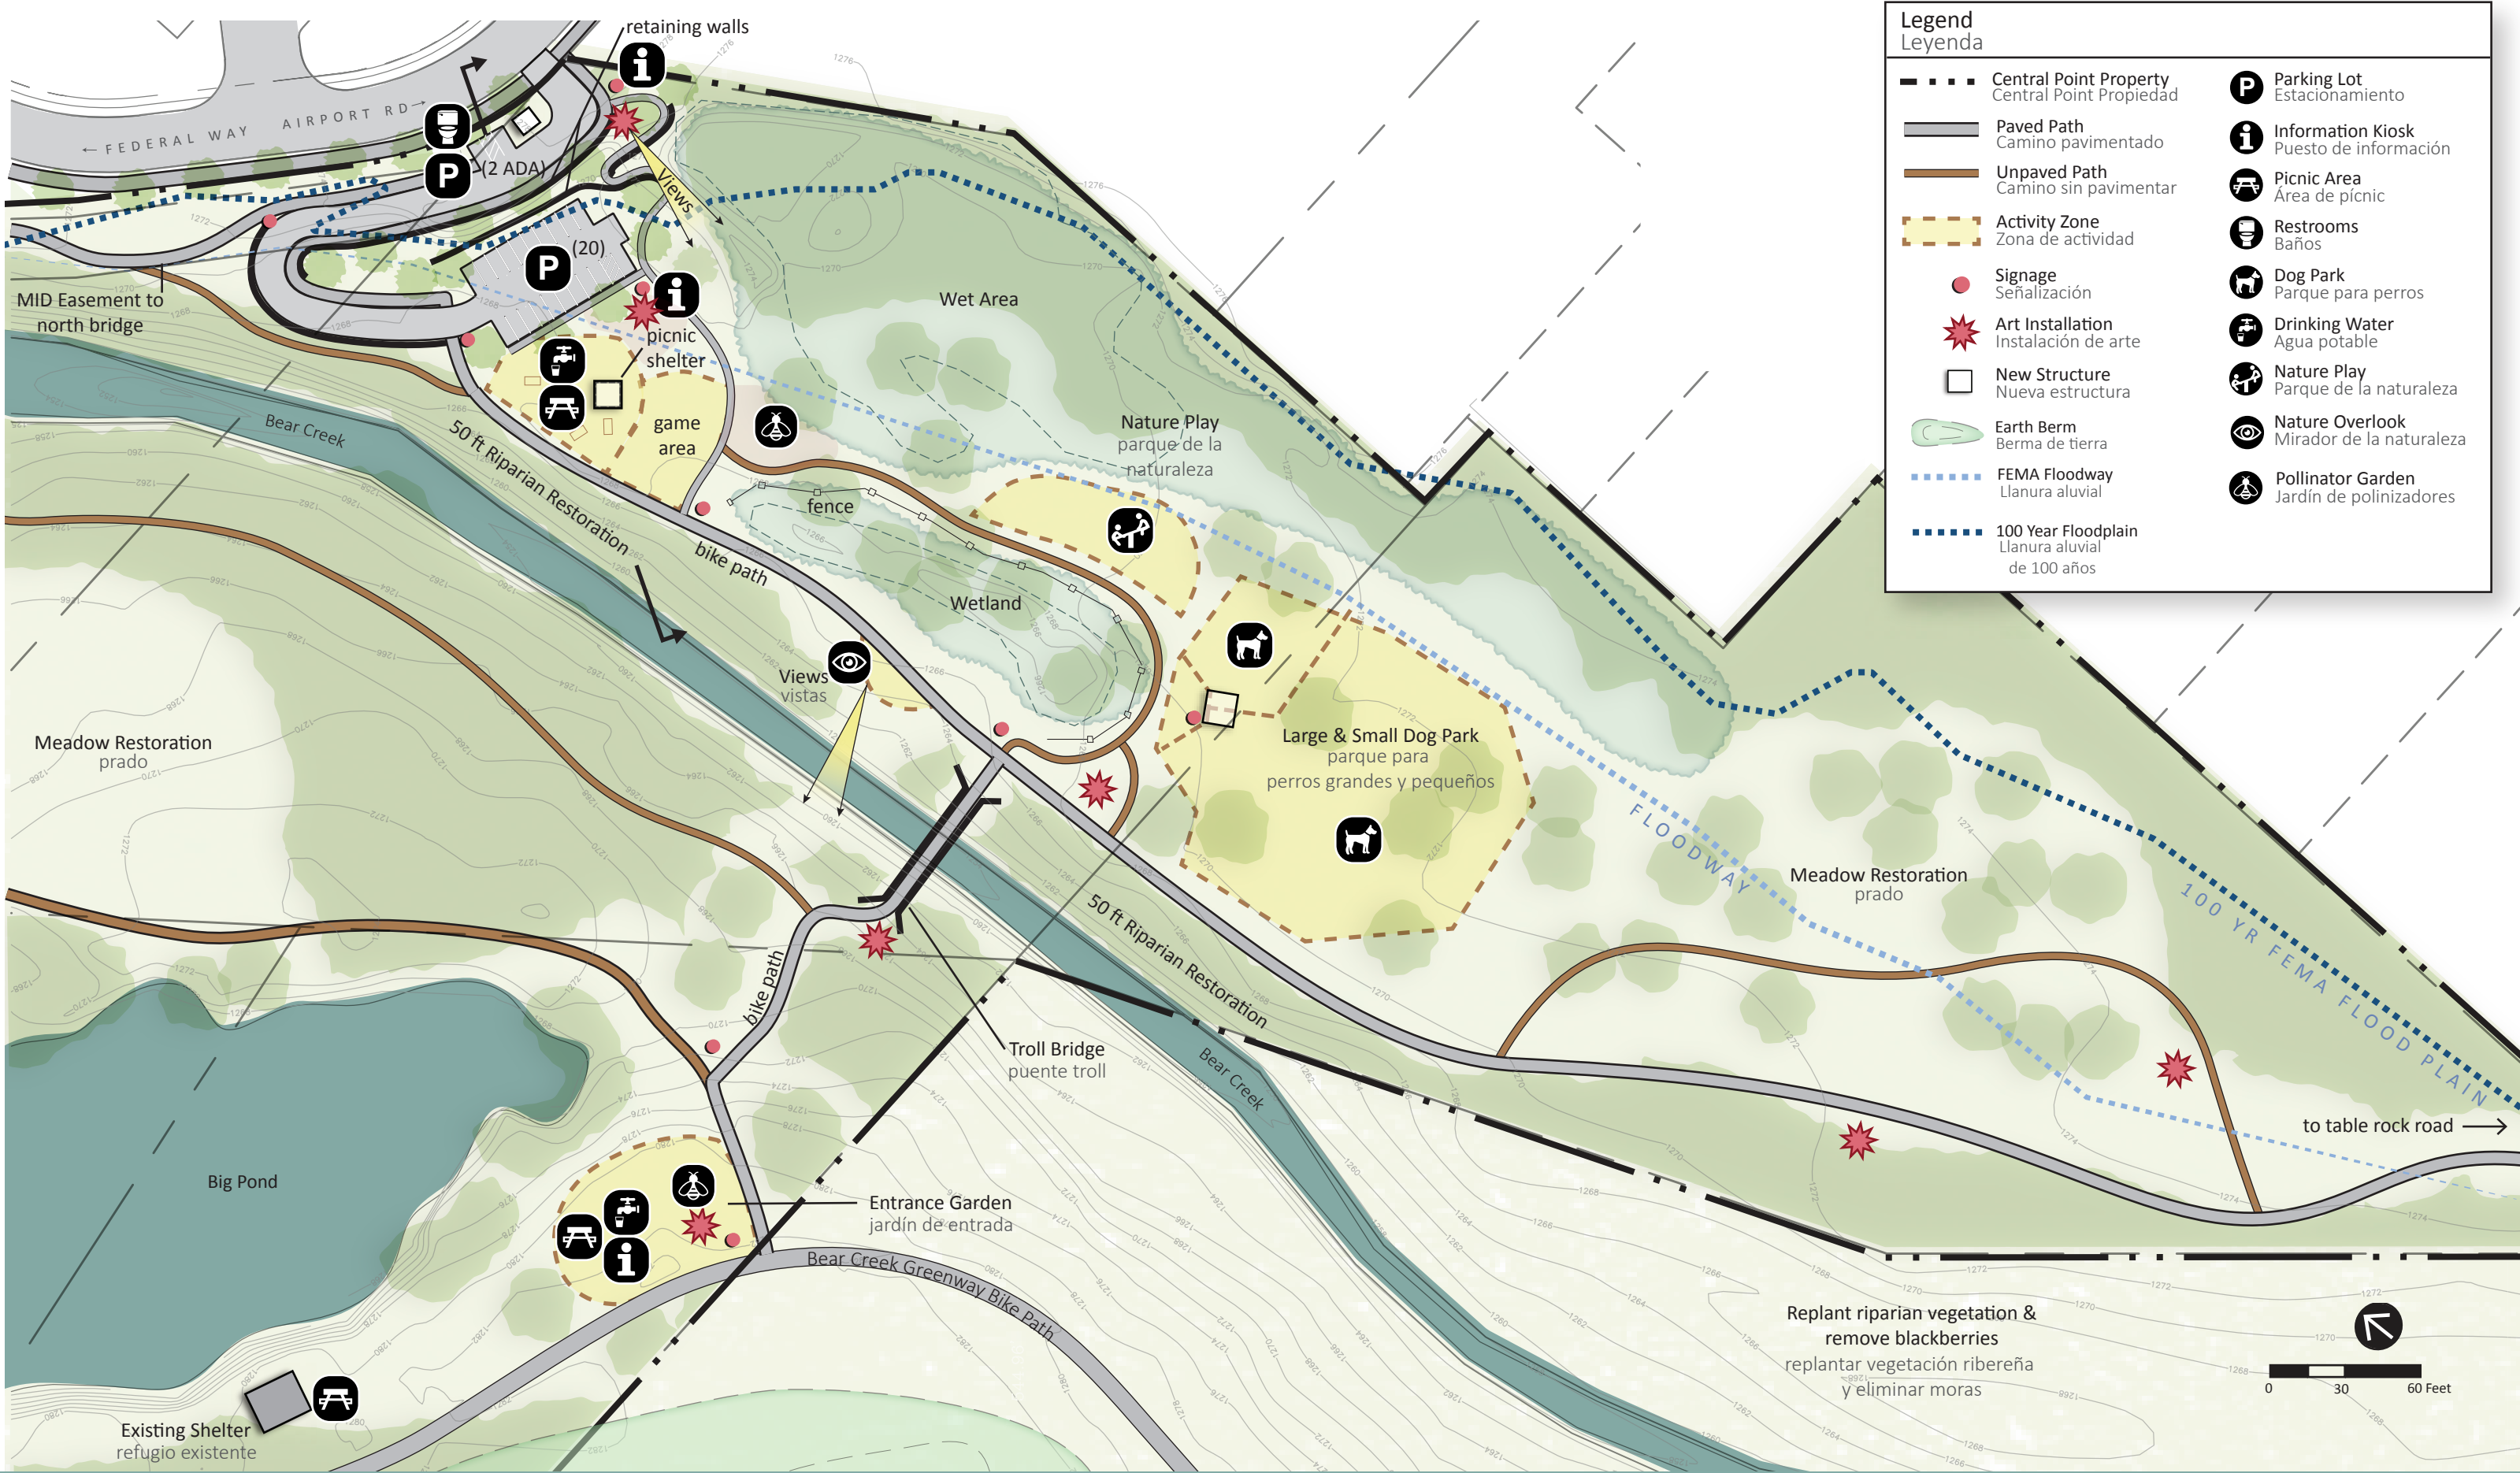 retaining walls
← FEDERAL WAY AIRPORT RD →
P
(2 ADA)
Views
P
(20)
MID Easement to
north bridge
picnic
shelter
game
area
Bear Creek
50 ft Riparian Restoration
bike path
fence
Wet Area
Nature Play
parque de la
naturaleza
Wetland
Views
vistas
Large & Small Dog Park
parque para
perros grandes y pequeños
Meadow Restoration
prado
FLOODWAY
Meadow Restoration
prado
100 YR FEMA FLOOD PLAIN
50 ft Riparian Restoration
bike path
Troll Bridge
puente troll
Bear Creek
to table rock road
Big Pond
Entrance Garden
jardín de entrada
Bear Creek Greenway Bike Path
Existing Shelter
refugio existente
Replant riparian vegetation &
remove blackberries
replantar vegetación ribereña
y eliminar moras
0 30 60 Feet
Legend
Leyenda
Central Point Property
Central Point Propiedad
Paved Path
Camino pavimentado
Unpaved Path
Camino sin pavimentar
Activity Zone
Zona de actividad
Signage
Señalización
Art Installation
Instalación de arte
New Structure
Nueva estructura
Earth Berm
Berma de tierra
FEMA Floodway
Llanura aluvial
100 Year Floodplain
Llanura aluvial
de 100 años
P
Parking Lot
Estacionamiento
Information Kiosk
Puesto de información
Picnic Area
Área de pícnic
Restrooms
Baños
Dog Park
Parque para perros
Drinking Water
Agua potable
Nature Play
Parque de la naturaleza
Nature Overlook
Mirador de la naturaleza
Pollinator Garden
Jardín de polinizadores